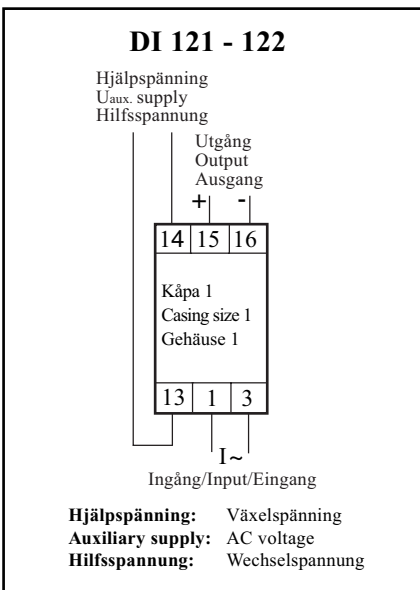 DI 121 - 122
Hjälpspänning
Uaux. supply
Hilfsspannung
Utgång
Output
Ausgang
+ -
14 15 16
Kåpa 1
Casing size 1
Gehäuse 1
13 1 3
I~
Ingång/Input/Eingang
Hjälpspänning: Växelspänning
Auxiliary supply: AC voltage
Hilfsspannung: Wechselspannung